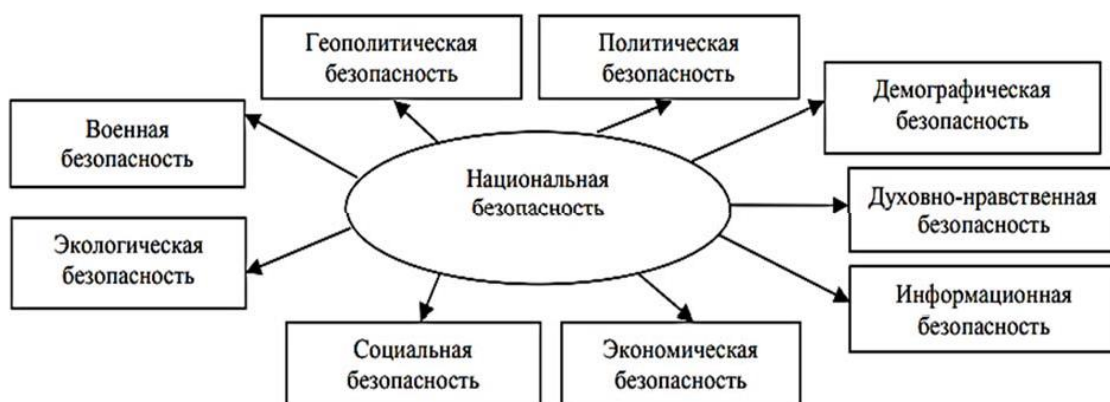 Геополитическая
безопасность
Политическая
безопасность
Демографическая
безопасность
Военная
безопасность
Национальная
безопасность
Духовно-нравственная
безопасность
Экологическая
безопасность
Информационная
безопасность
Социальная
безопасность
Экономическая
безопасность